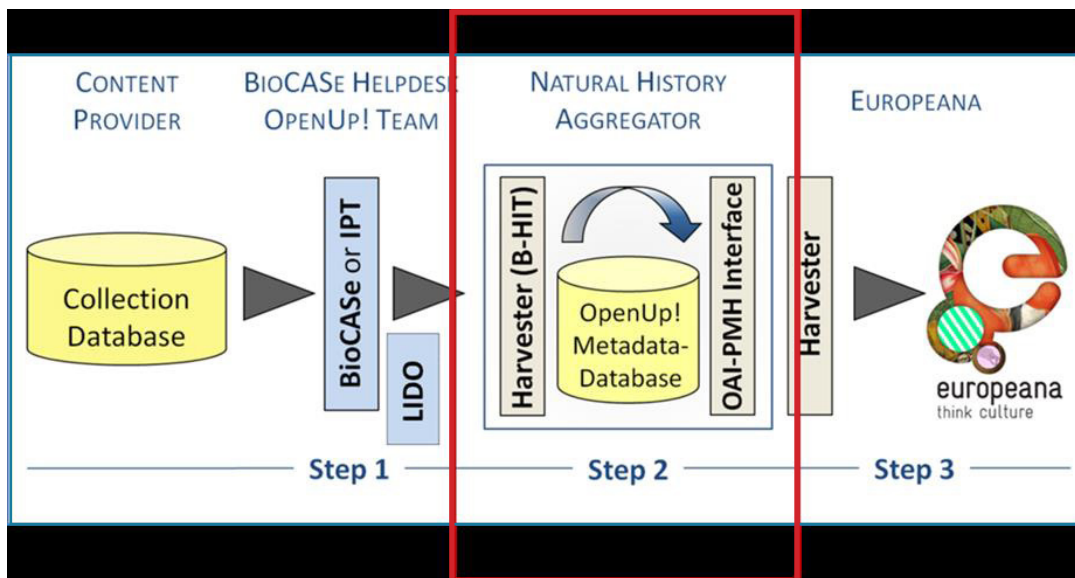 CONTENT
PROVIDER
BIOCASE HELPDESK
OPENUP! TEAM
NATURAL HISTORY
AGGREGATOR
EUROPEANA
Collection
Database
BioCASe or IPT
LIDO
Harvester (B-HIT)
OpenUp!
Metadata-
Database
OAI-PMH Interface
Harvester
europeana
think culture
Step 1
Step 2
Step 3